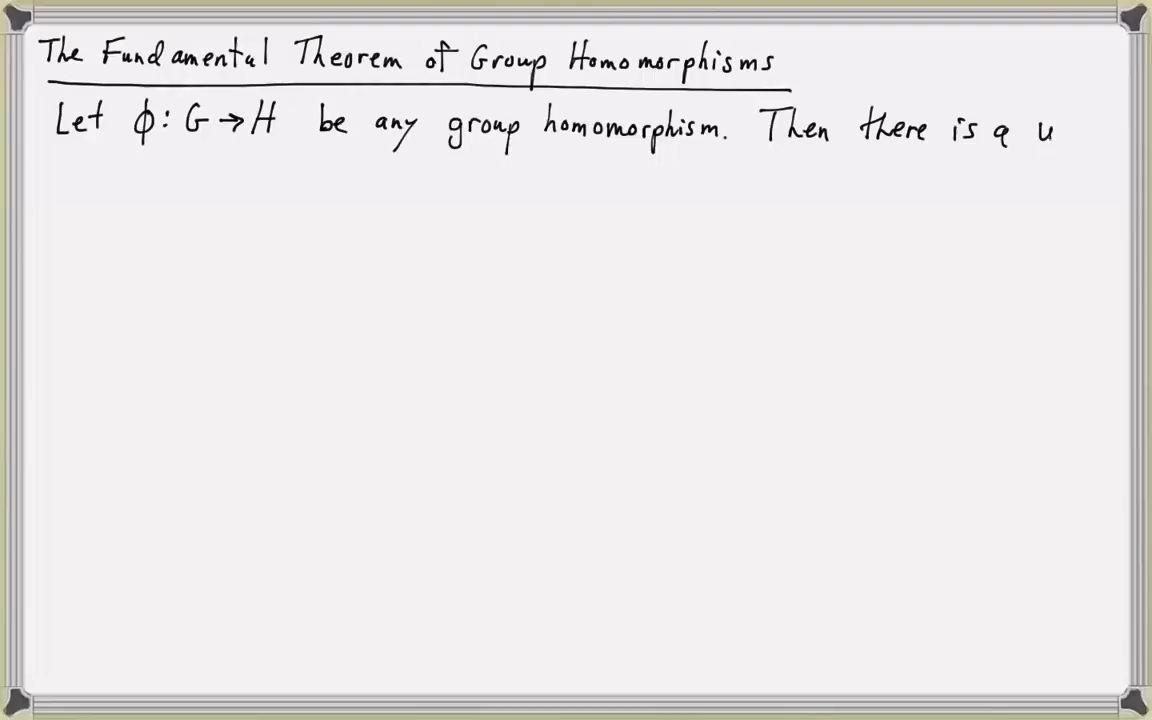 The Fundamental Theorem of Group Homomorphisms
Let ϕ: G → H be any group homomorphism. Then there is a u